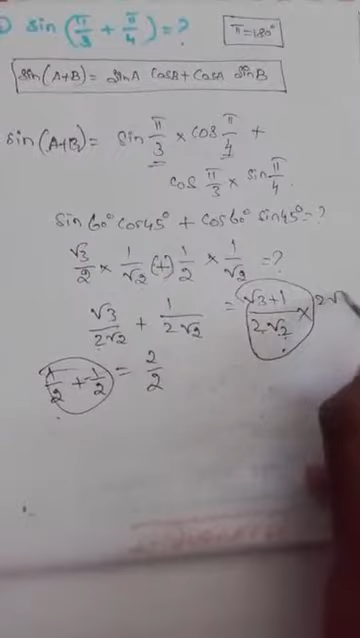 1) sin(π/3 + π/4) = ?
π = 180°
sin(A+B) = sinA cosB + cosA sinB
sin(A+B) = sin π/3 × cos π/4 +
cos π/3 × sin π/4.
sin 60° cos 45° + cos 60° sin 45° = ?
√3/2 × 1/√2 (+) 1/2 × 1/√2 = ?
√3/2√2 + 1/2√2 = √3+1/2√2 × 2√
1/2 + 1/2 = 2/2